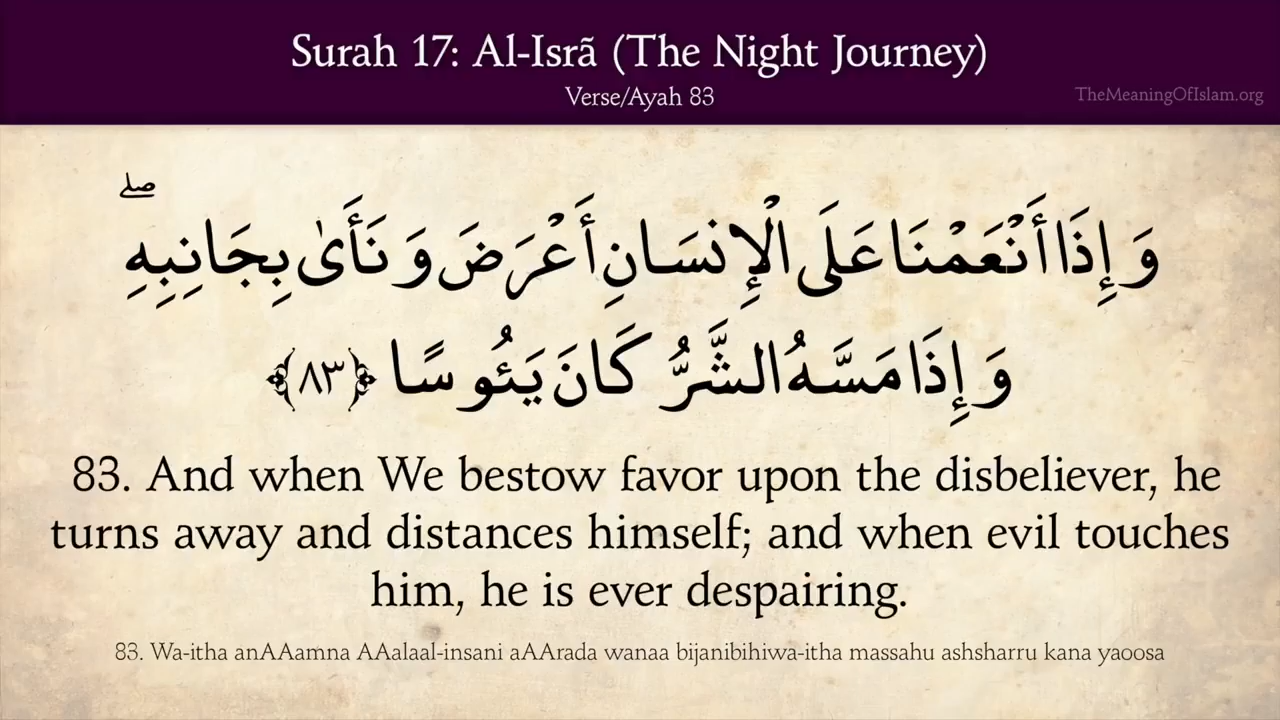 Surah 17: Al-Isrã (The Night Journey)
Verse/Ayah 83
TheMeaningOfIslam.org
وَإِذَا أَنْعَمْنَا عَلَى الْإِنسَانِ أَعْرَضَ وَنَأَىٰ بِجَانِبِهِ ۖ
وَإِذَا مَسَّهُ الشَّرُّ كَانَ يَئُوسًا ﴿٨٣﴾
83. And when We bestow favor upon the disbeliever, he
turns away and distances himself; and when evil touches
him, he is ever despairing.
83. Wa-itha anAAamna AAalaal-insani aAArada wanaa bijanibihiwa-itha massahu ashsharru kana yaoosa